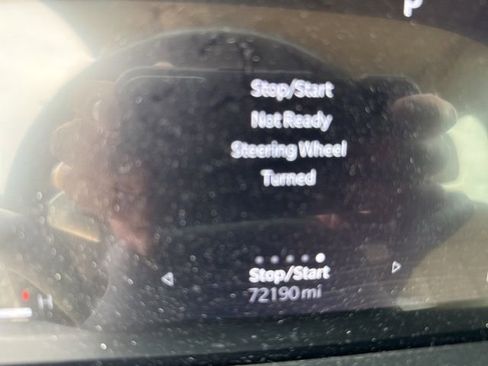 P
Stop/Start
Not Ready
Steering Wheel
Turned
Stop/Start
72190 mi
H